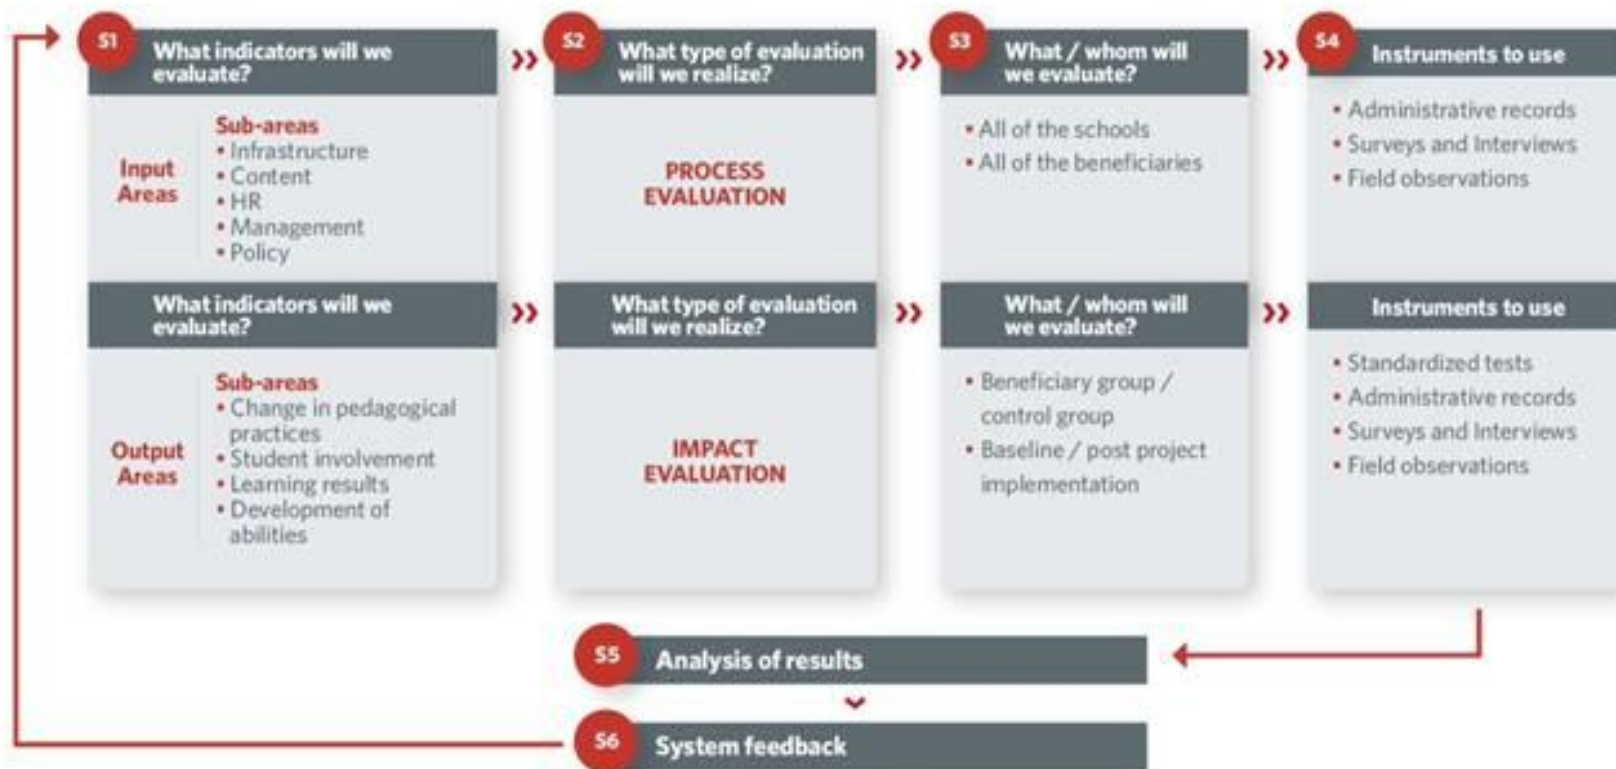 S1
What indicators will we
evaluate?
Input
Areas
Sub-areas
• Infrastructure
• Content
• HR
• Management
• Policy
S2
What type of evaluation
will we realize?
PROCESS
EVALUATION
S3
What / whom will
we evaluate?
• All of the schools
• All of the beneficiaries
S4
Instruments to use
• Administrative records
• Surveys and Interviews
• Field observations
What indicators will we
evaluate?
Output
Areas
Sub-areas
• Change in pedagogical
practices
• Student involvement
• Learning results
• Development of
abilities
What type of evaluation
will we realize?
IMPACT
EVALUATION
What / whom will
we evaluate?
• Beneficiary group /
control group
• Baseline / post project
implementation
Instruments to use
• Standardized tests
• Administrative records
• Surveys and Interviews
• Field observations
S5
Analysis of results
S6
System feedback